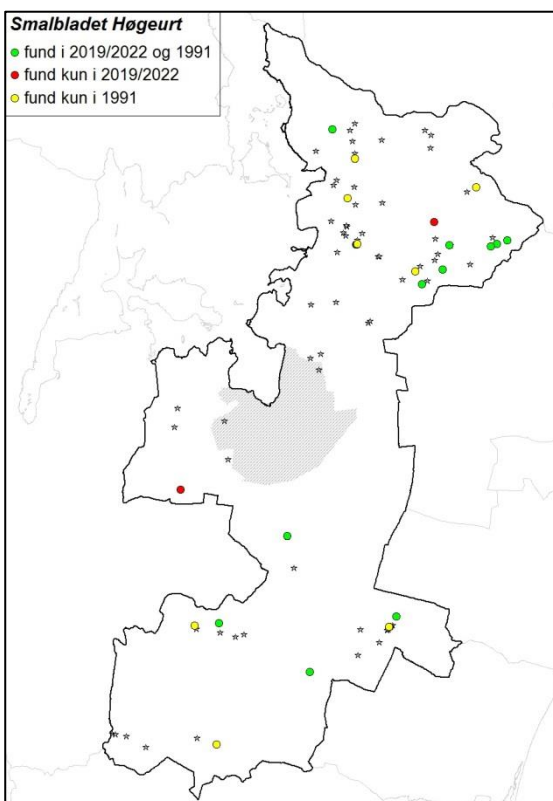 Smalbladet Høgeurt
fund i 2019/2022 og 1991
fund kun i 2019/2022
fund kun i 1991